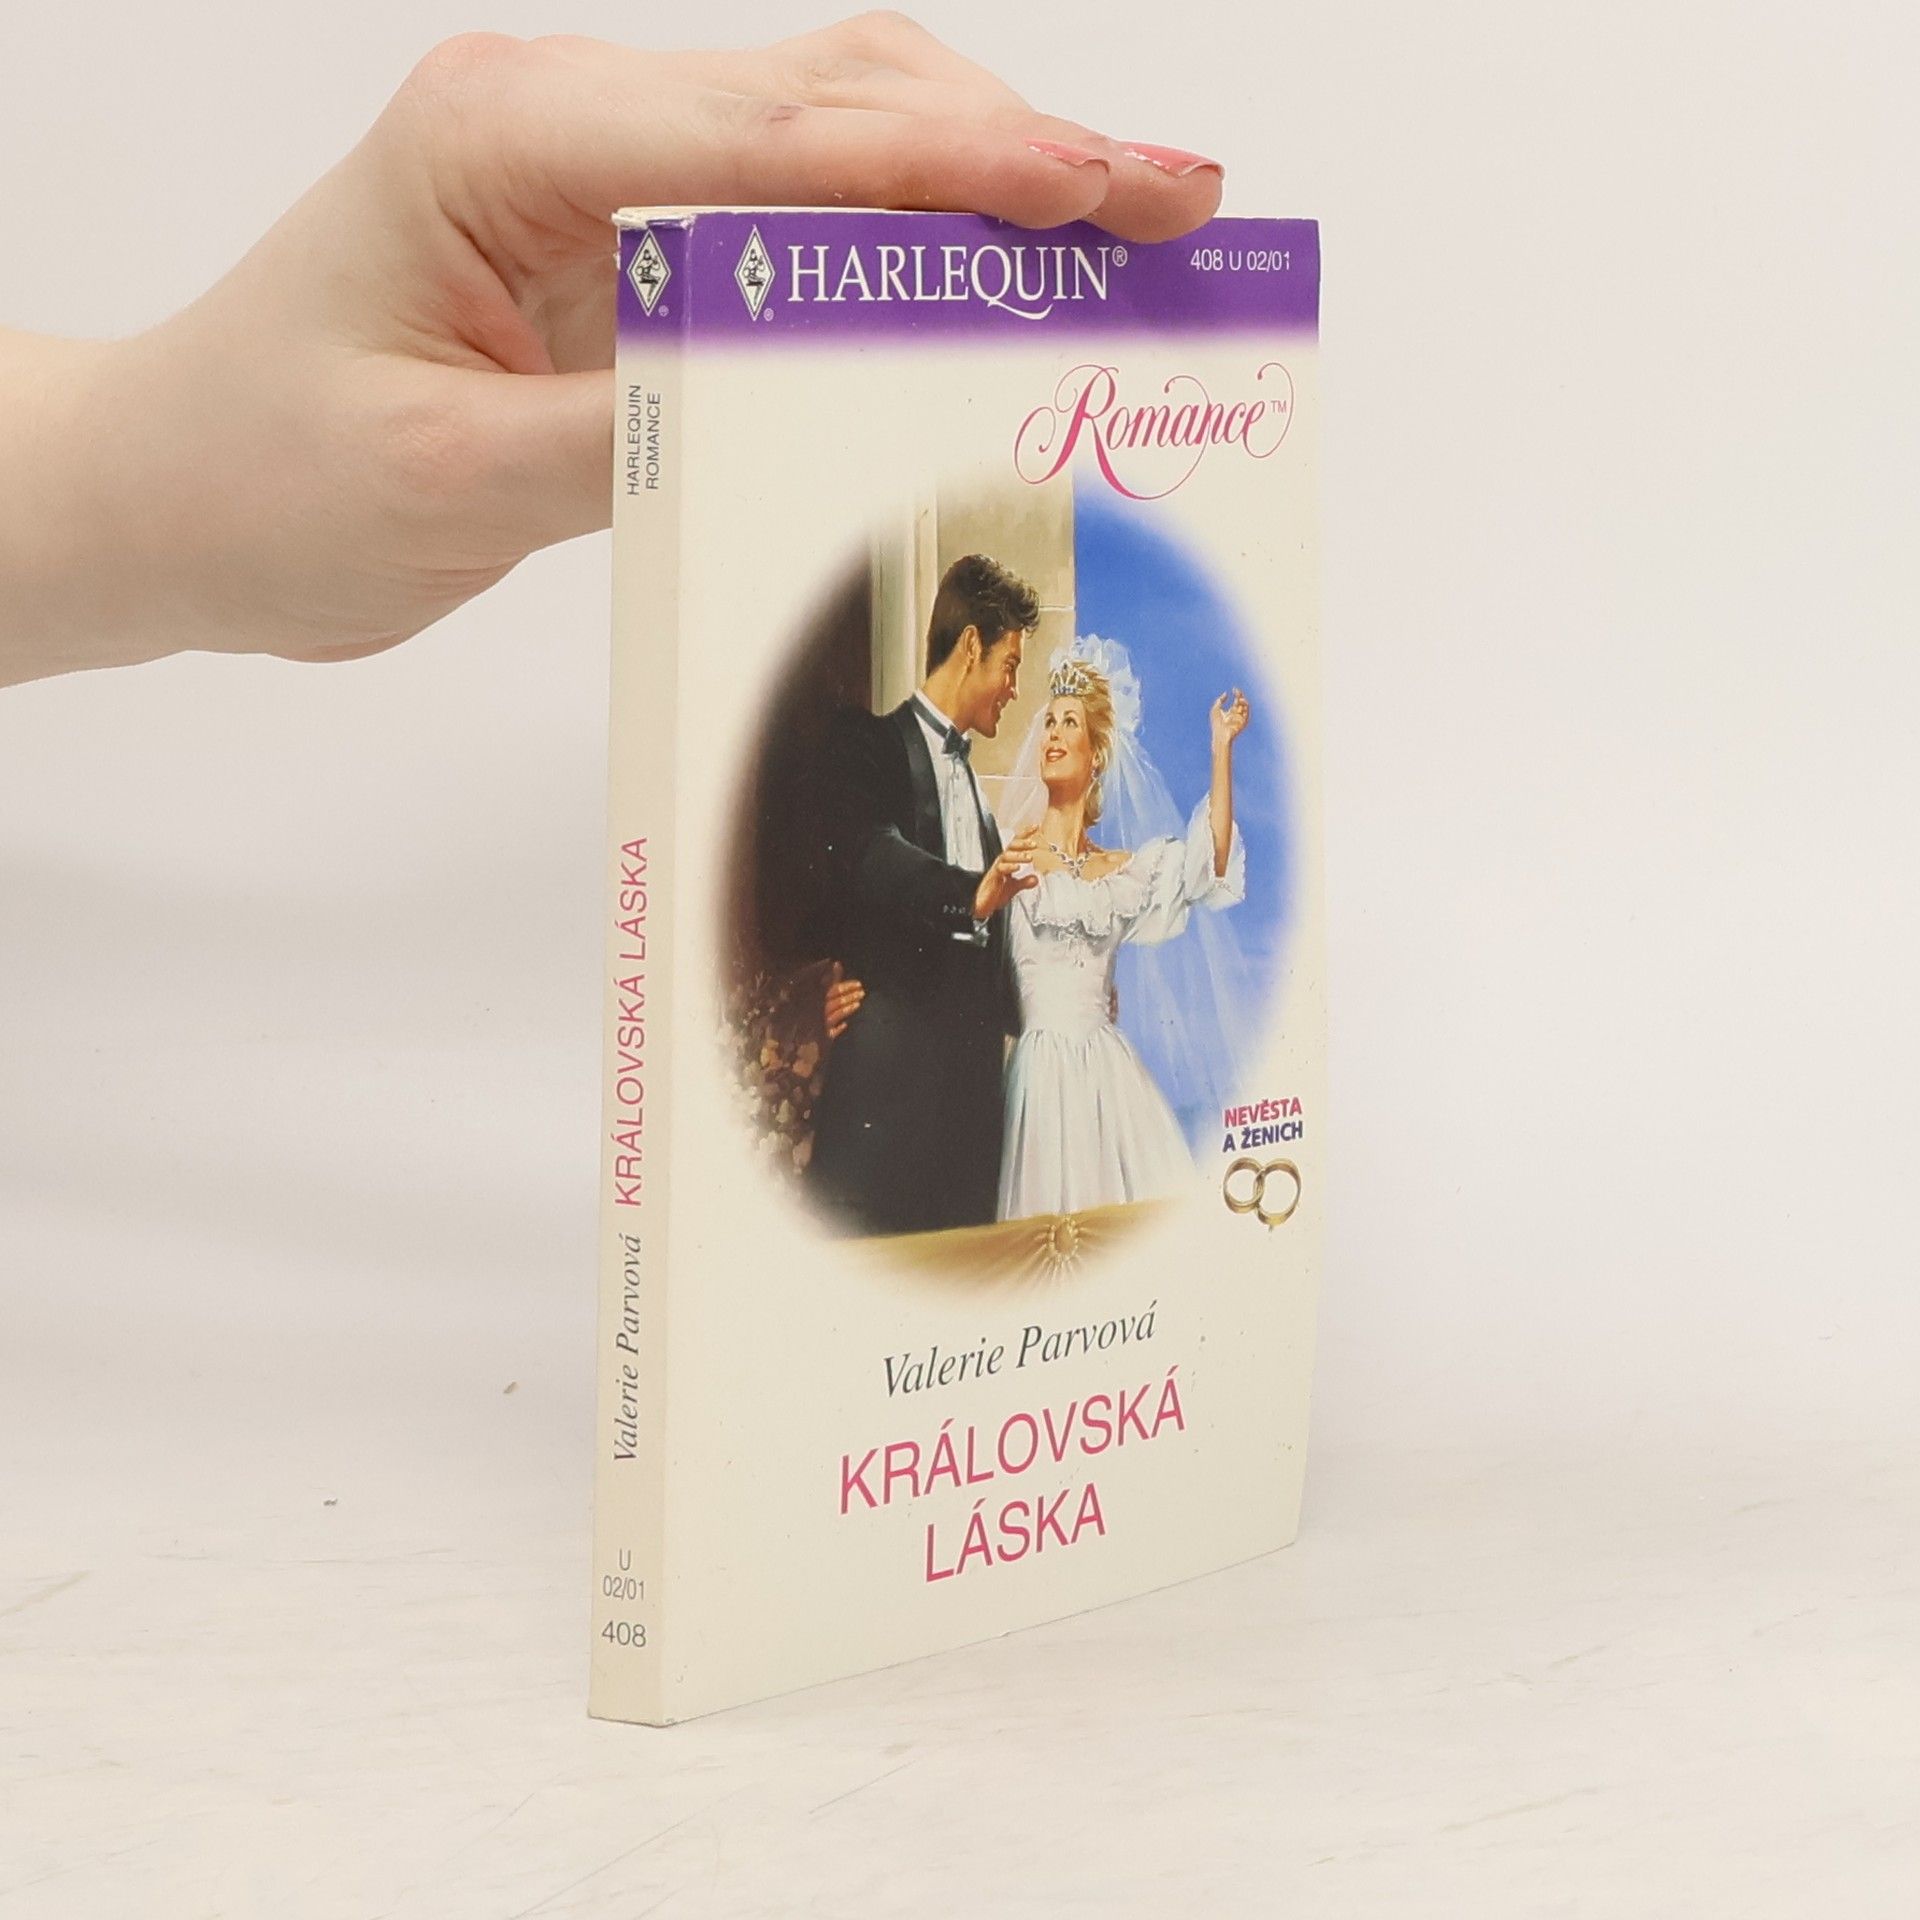 HARLEQUIN®
408 U 02/01
Romance™
NEVĚSTA
A ŽENICH
Valerie Parvová
KRÁLOVSKÁ
LÁSKA
HARLEQUIN
ROMANCE
Valerie Parvová KRÁLOVSKÁ LÁSKA
U
02/01
408